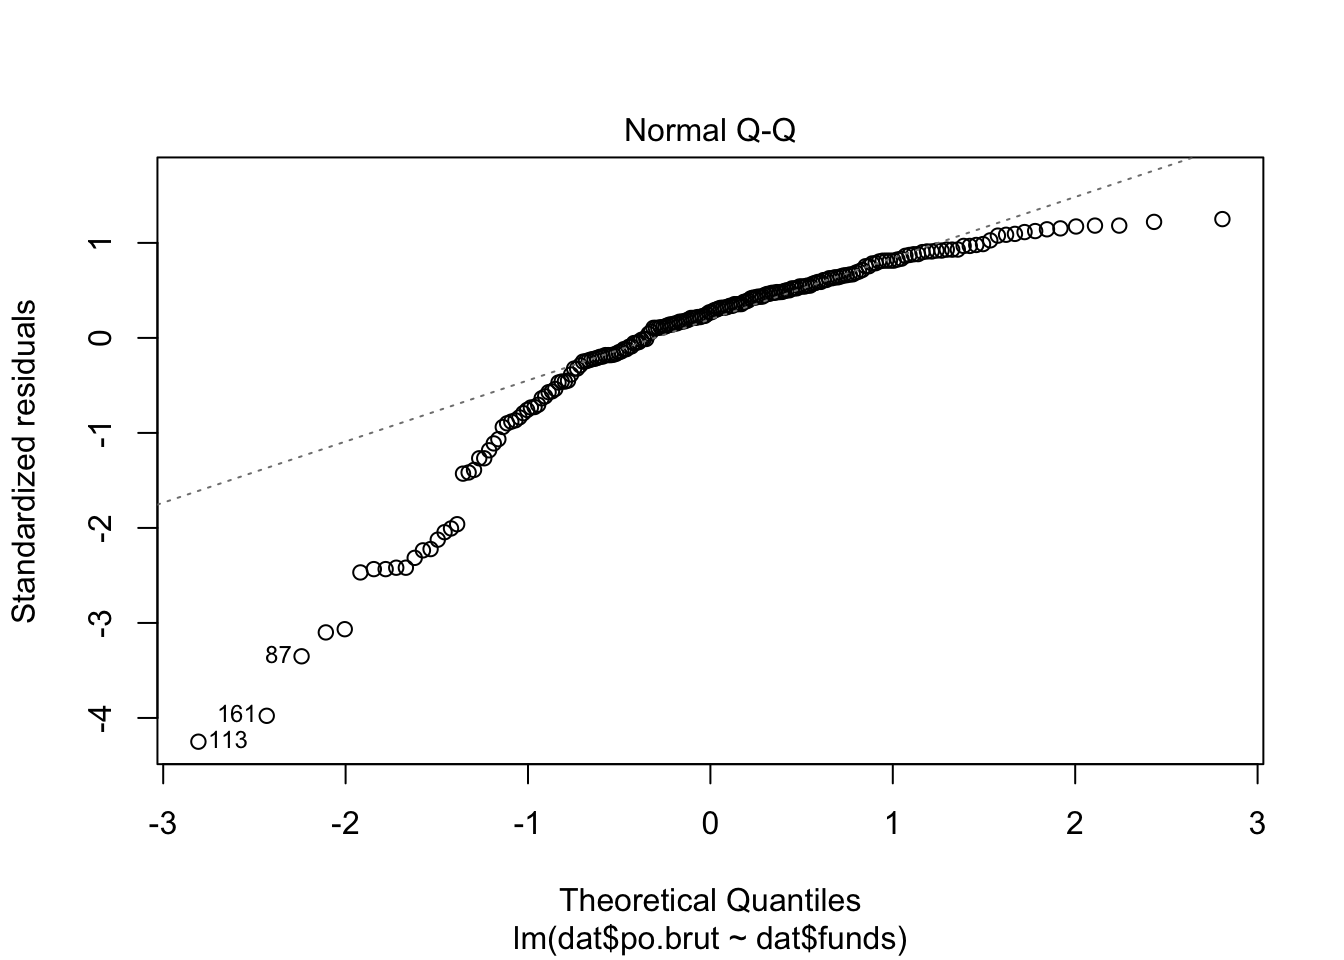 Normal Q-Q
Standardized residuals
1
0
-1
-2
-3
-4
87
161
113
-3 -2 -1 0 1 2 3
Theoretical Quantiles
lm(dat$po.brut ~ dat$funds)